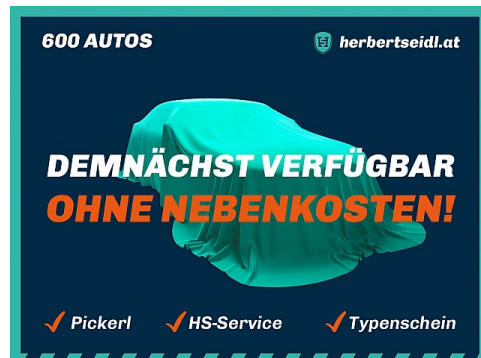 600 AUTOS
herbertseidl.at
DEMNÄCHST VERFÜGBAR
OHNE NEBENKOSTEN!
Pickerl HS-Service Typenschein